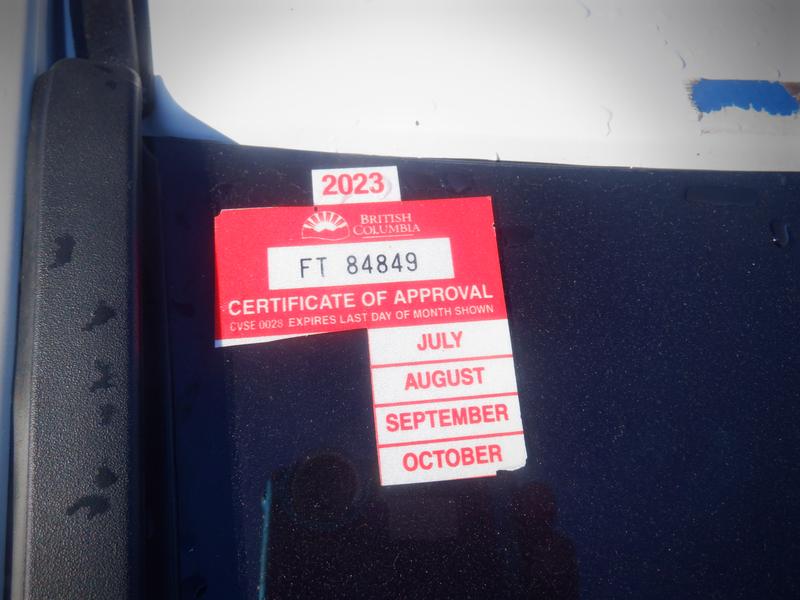 2023
BRITISH
COLUMBIA
FT 84849
CERTIFICATE OF APPROVAL
CVSE 0028 EXPIRES LAST DAY OF MONTH SHOWN
JULY
AUGUST
SEPTEMBER
OCTOBER